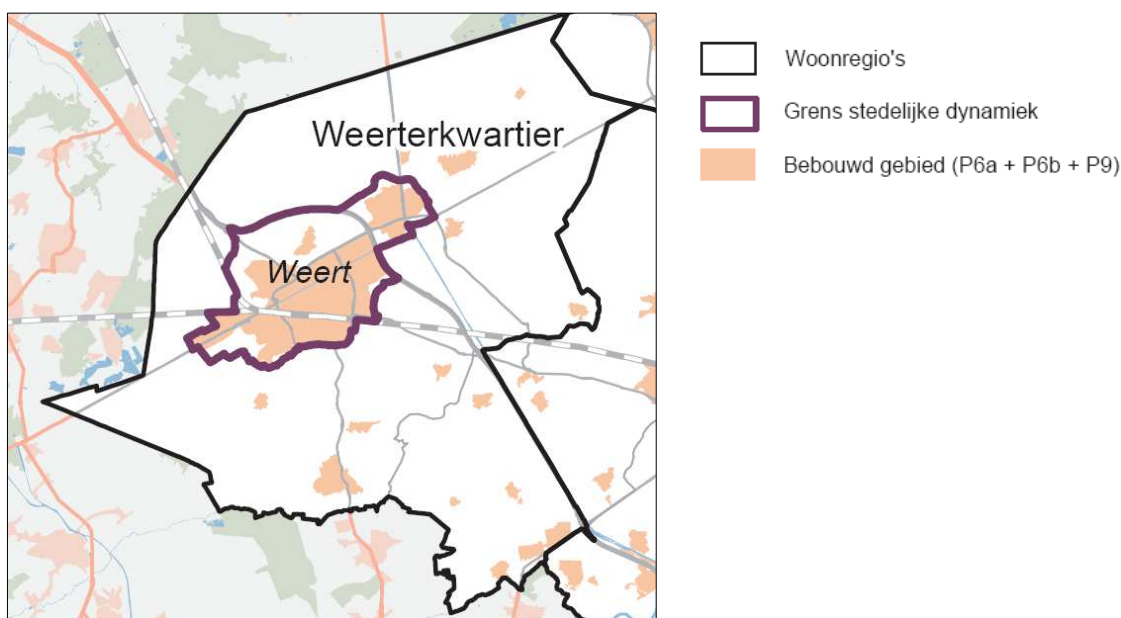 Weerterkwartier
Weert
Woonregio's
Grens stedelijke dynamiek
Bebouwd gebied (P6a + P6b + P9)